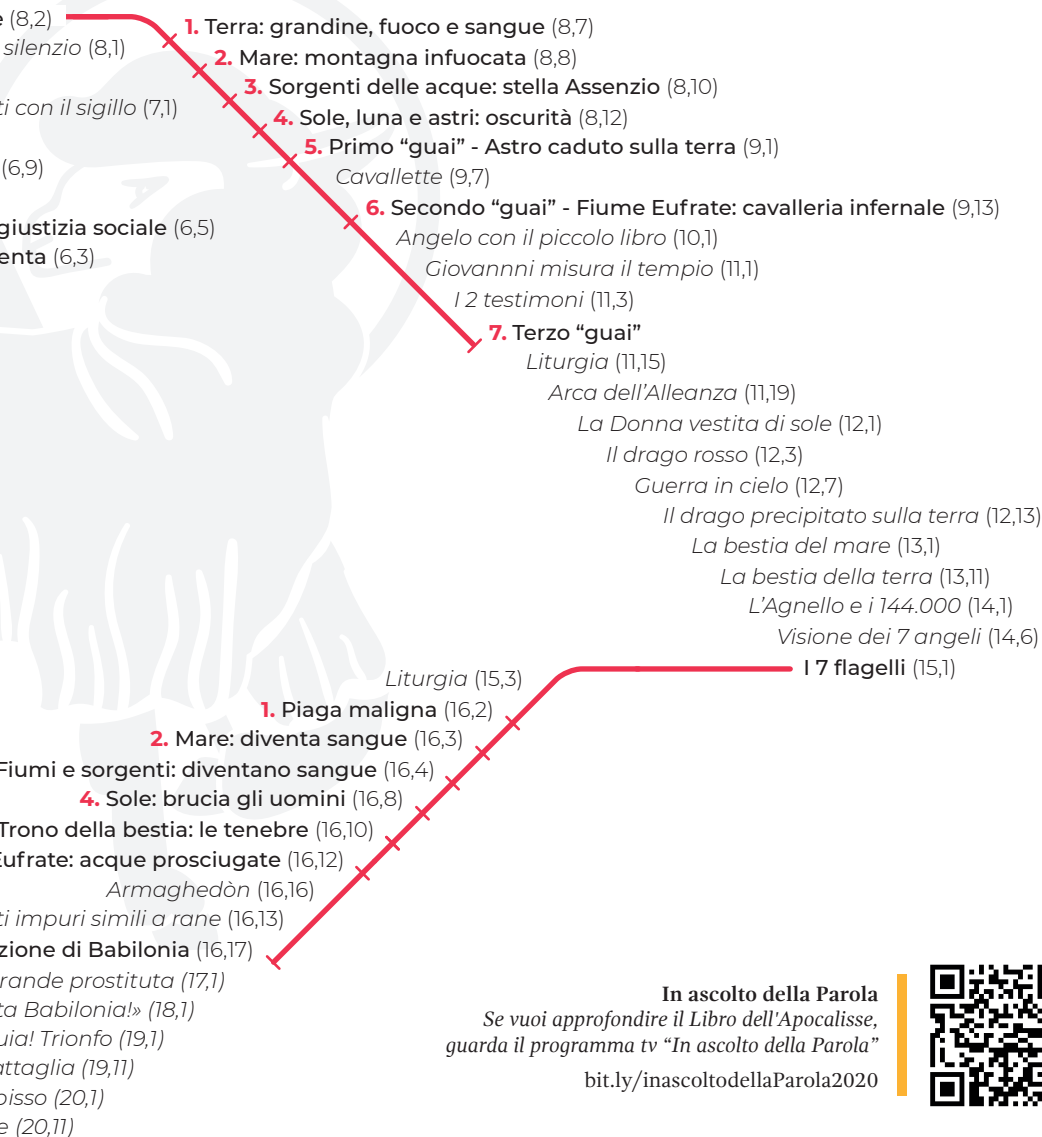 (8,2)
silenzio (8,1)
con il sigillo (7,1)
(6,9)
giustizia sociale (6,5)
(6,3)
1. Terra: grandine, fuoco e sangue (8,7)
2. Mare: montagna infuocata (8,8)
3. Sorgenti delle acque: stella Assenzio (8,10)
4. Sole, luna e astri: oscurità (8,12)
5. Primo “guai” - Astro caduto sulla terra (9,1)
Cavallette (9,7)
6. Secondo “guai” - Fiume Eufrate: cavalleria infernale (9,13)
Angelo con il piccolo libro (10,1)
Giovannni misura il tempio (11,1)
I 2 testimoni (11,3)
7. Terzo “guai”
Liturgia (11,15)
Arca dell’Alleanza (11,19)
La Donna vestita di sole (12,1)
Il drago rosso (12,3)
Guerra in cielo (12,7)
Il drago precipitato sulla terra (12,13)
La bestia del mare (13,1)
La bestia della terra (13,11)
L’Agnello e i 144.000 (14,1)
Visione dei 7 angeli (14,6)
I 7 flagelli (15,1)
Liturgia (15,3)
1. Piaga maligna (16,2)
2. Mare: diventa sangue (16,3)
Fiumi e sorgenti: diventano sangue (16,4)
4. Sole: brucia gli uomini (16,8)
Trono della bestia: le tenebre (16,10)
Eufrate: acque prosciugate (16,12)
Armaghedòn (16,16)
impuri simili a rane (16,13)
zione di Babilonia (16,17)
rande prostituta (17,1)
ta Babilonia!» (18,1)
uia! Trionfo (19,1)
attaglia (19,11)
bisso (20,1)
e (20,11)
In ascolto della Parola
Se vuoi approfondire il Libro dell'Apocalisse,
guarda il programma tv “In ascolto della Parola”
bit.ly/inascoltodellaParola2020